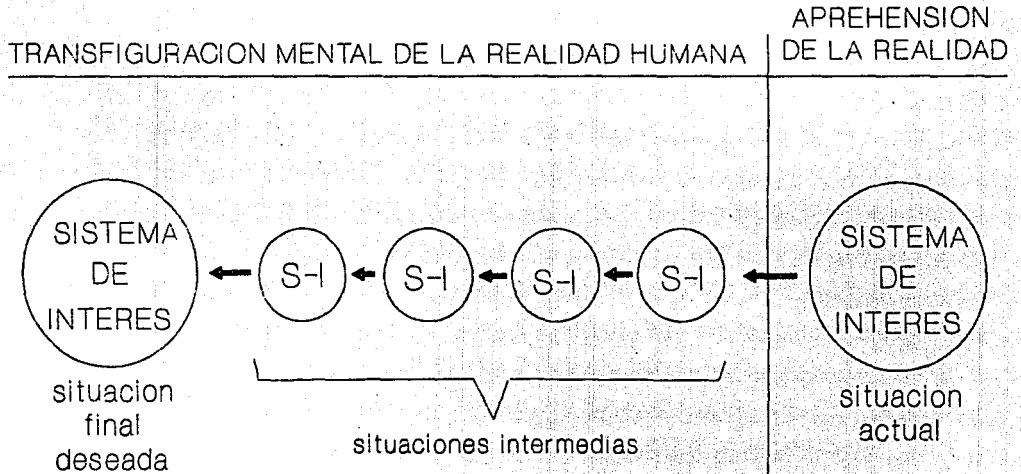 TRANSFIGURACION MENTAL DE LA REALIDAD HUMANA
APREHENSION
DE LA REALIDAD
SISTEMA
DE
INTERES
situacion
final
deseada
S-I
S-I
S-I
S-I
situaciones intermedias
SISTEMA
DE
INTERES
situacion
actual